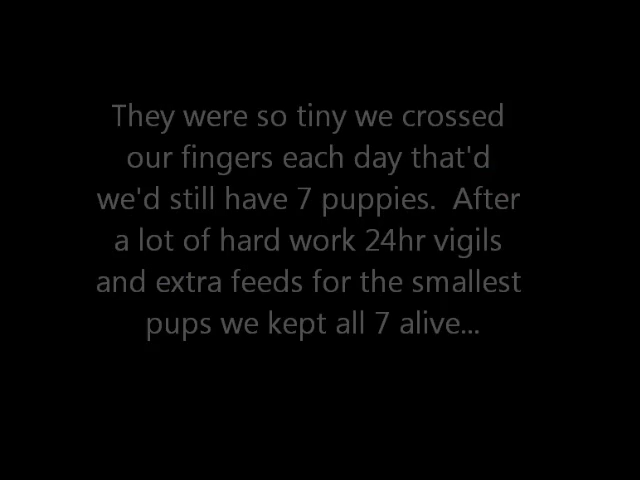 They were so tiny we crossed
our fingers each day that'd
we'd still have 7 puppies.  After
a lot of hard work 24hr vigils
and extra feeds for the smallest
pups we kept all 7 alive...